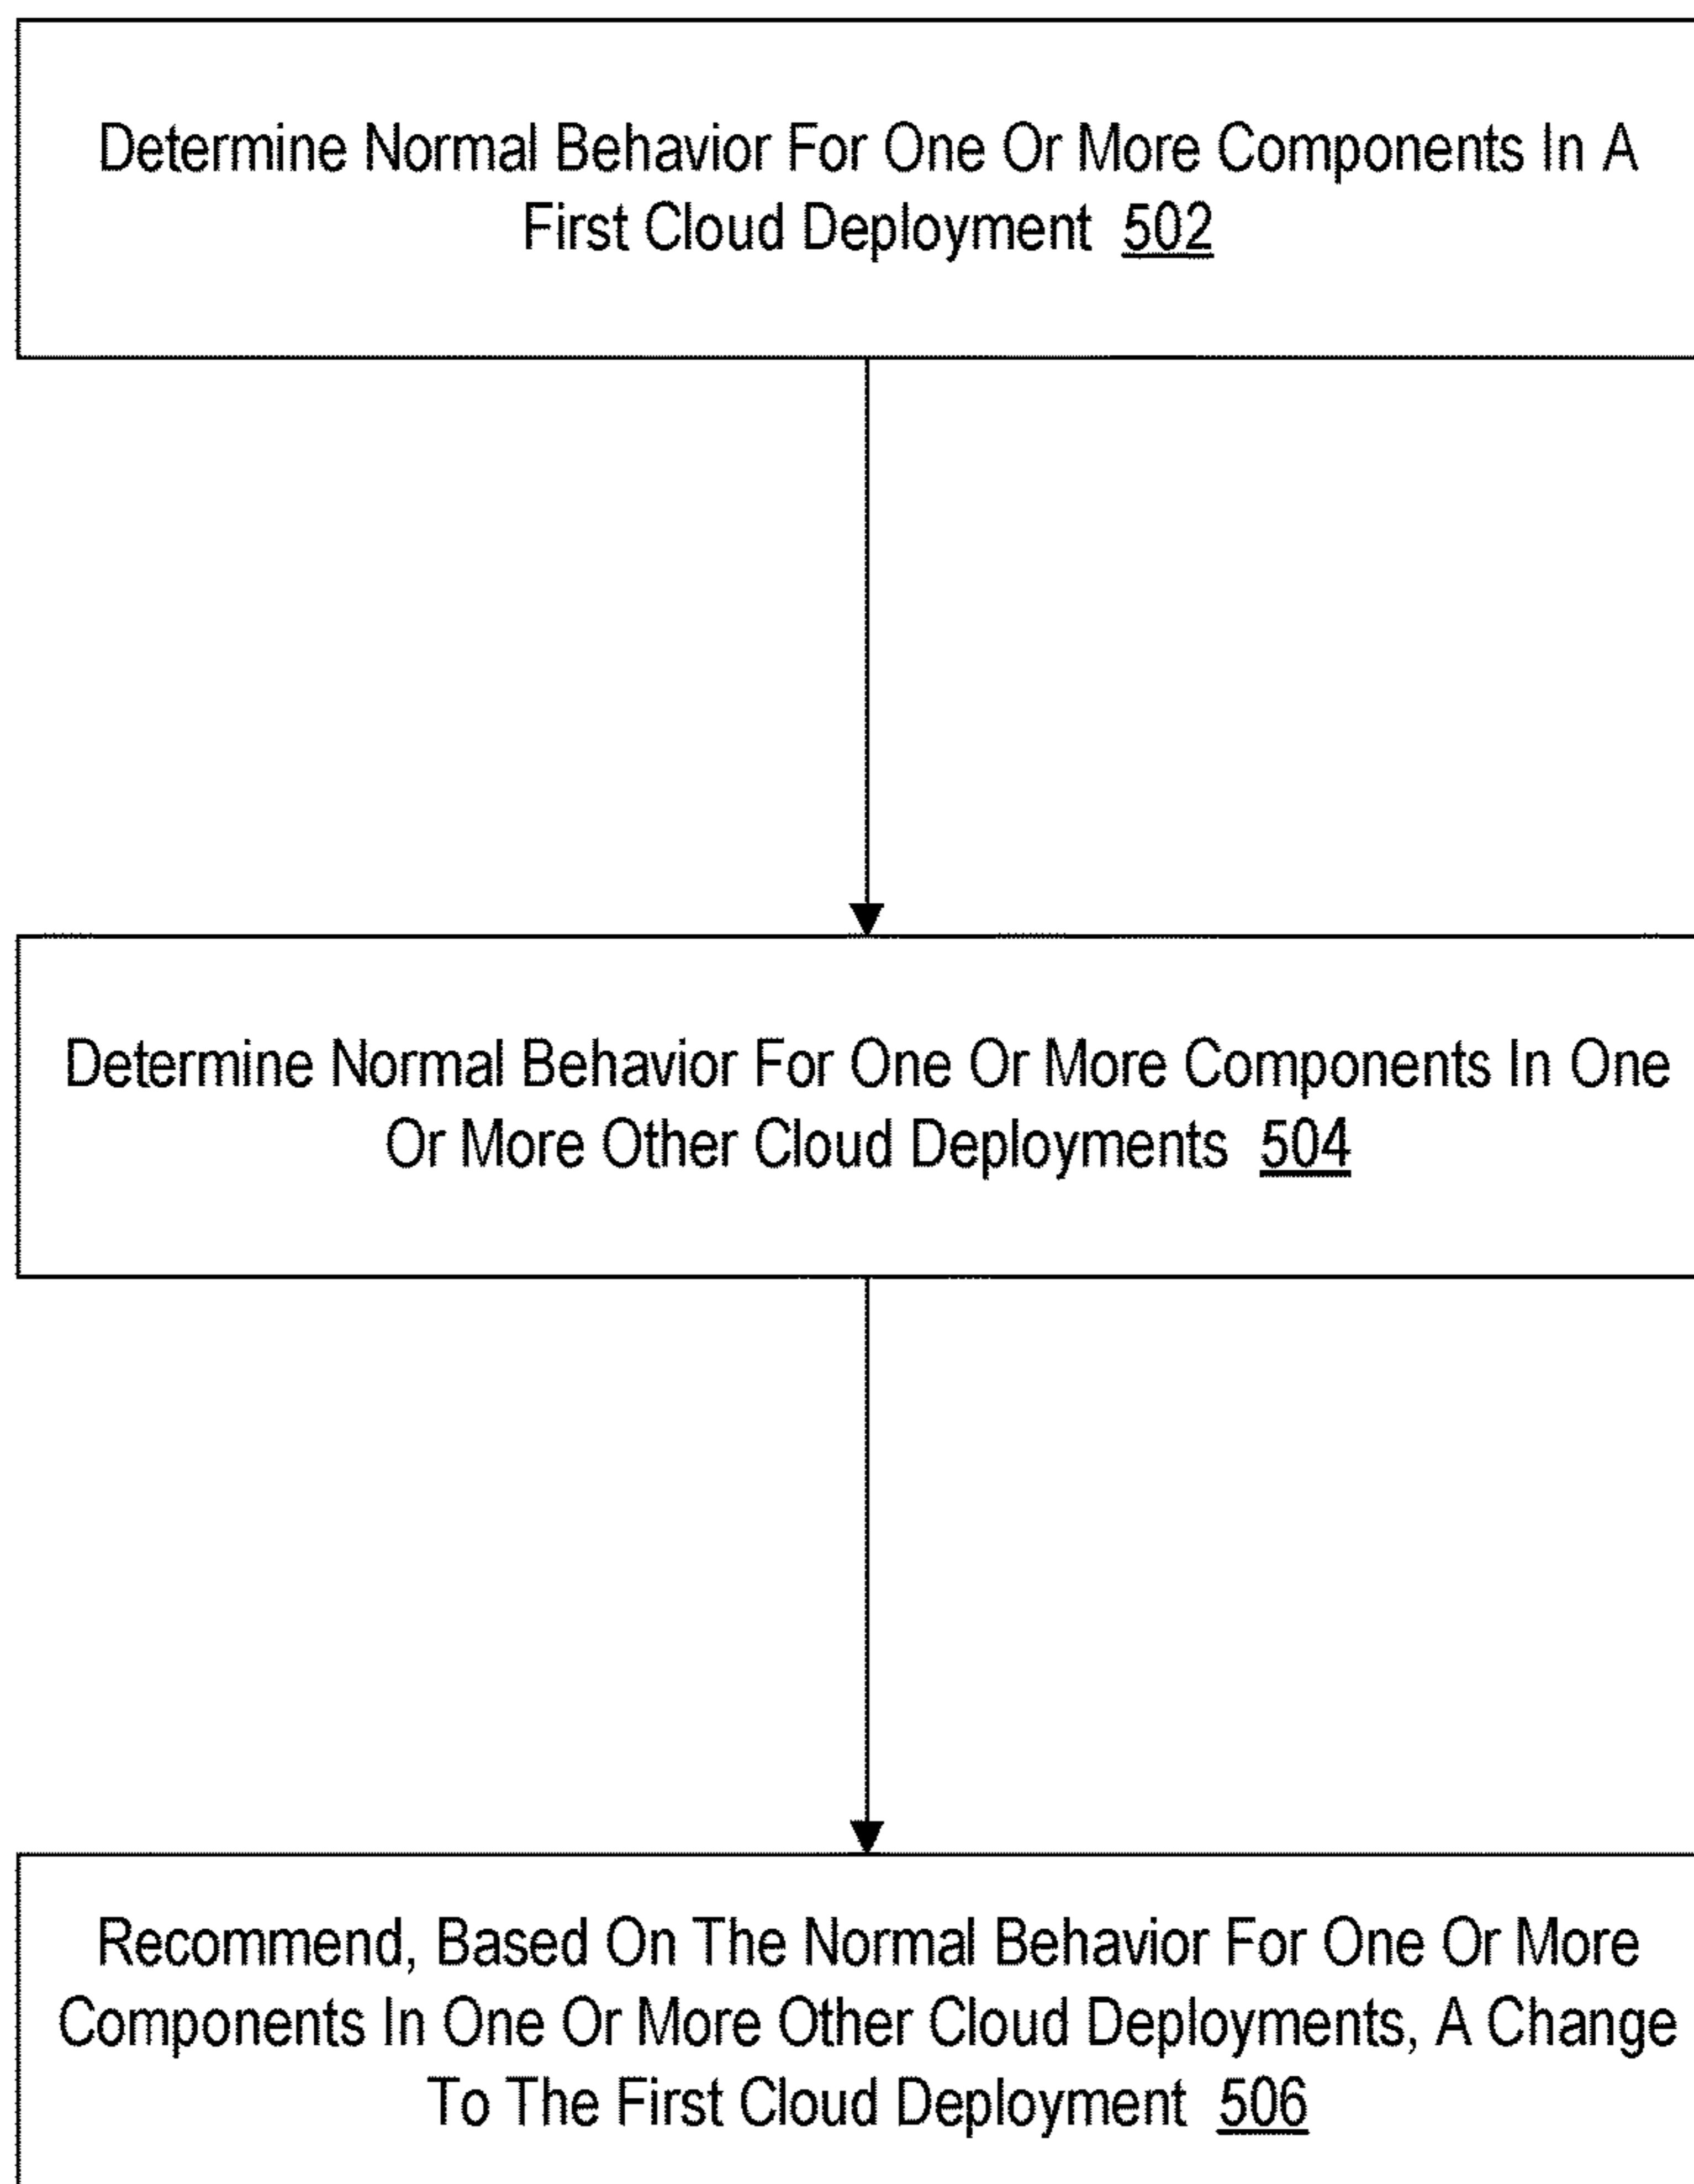 Determine Normal Behavior For One Or More Components In A
First Cloud Deployment 502
Determine Normal Behavior For One Or More Components In One
Or More Other Cloud Deployments 504
Recommend, Based On The Normal Behavior For One Or More
Components In One Or More Other Cloud Deployments, A Change
To The First Cloud Deployment 506